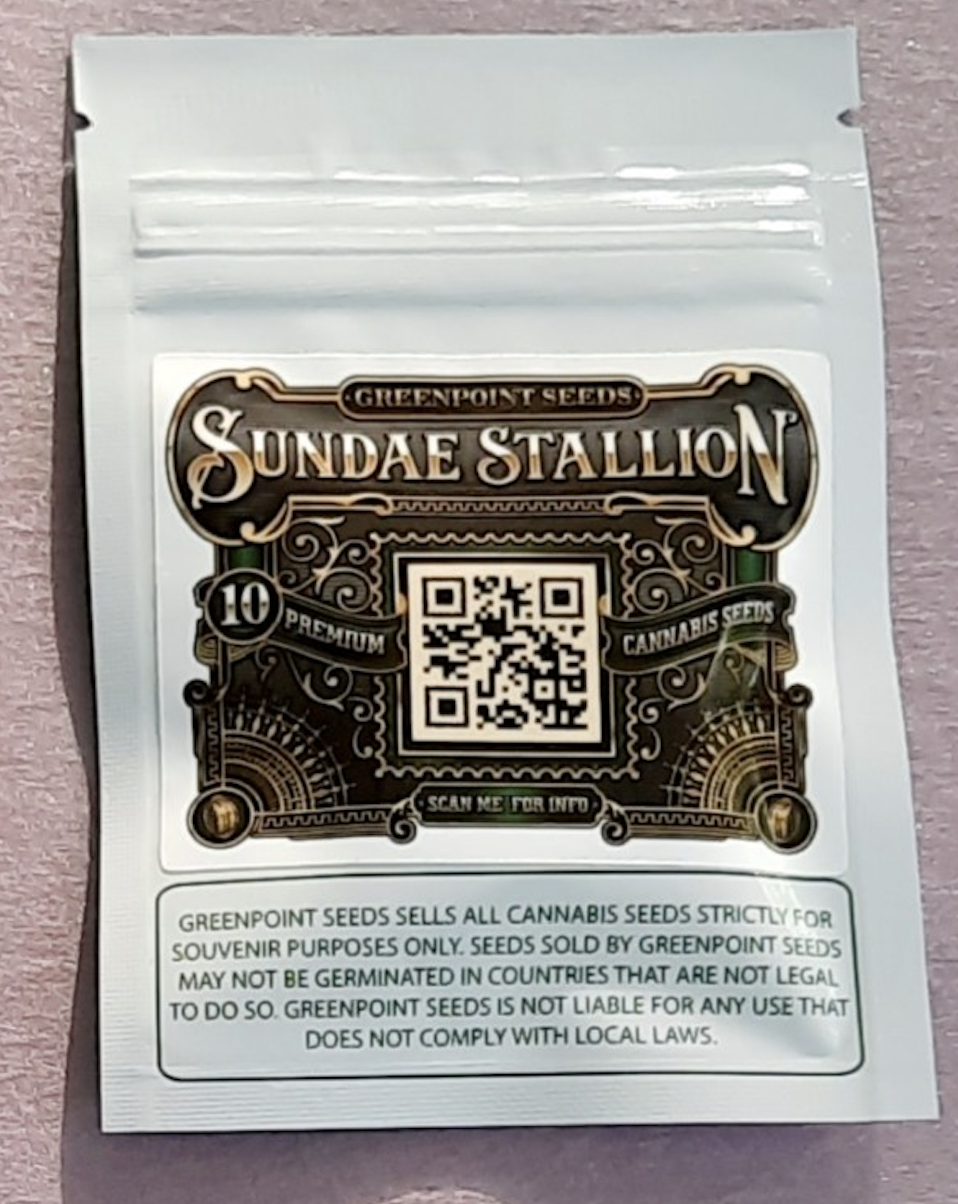 GREENPOINT SEEDS
SUNDAE STALLION
10 PREMIUM CANNABIS SEEDS
SCAN ME FOR INFO
GREENPOINT SEEDS SELLS ALL CANNABIS SEEDS STRICTLY FOR
SOUVENIR PURPOSES ONLY. SEEDS SOLD BY GREENPOINT SEEDS
MAY NOT BE GERMINATED IN COUNTRIES THAT ARE NOT LEGAL
TO DO SO. GREENPOINT SEEDS IS NOT LIABLE FOR ANY USE THAT
DOES NOT COMPLY WITH LOCAL LAWS.